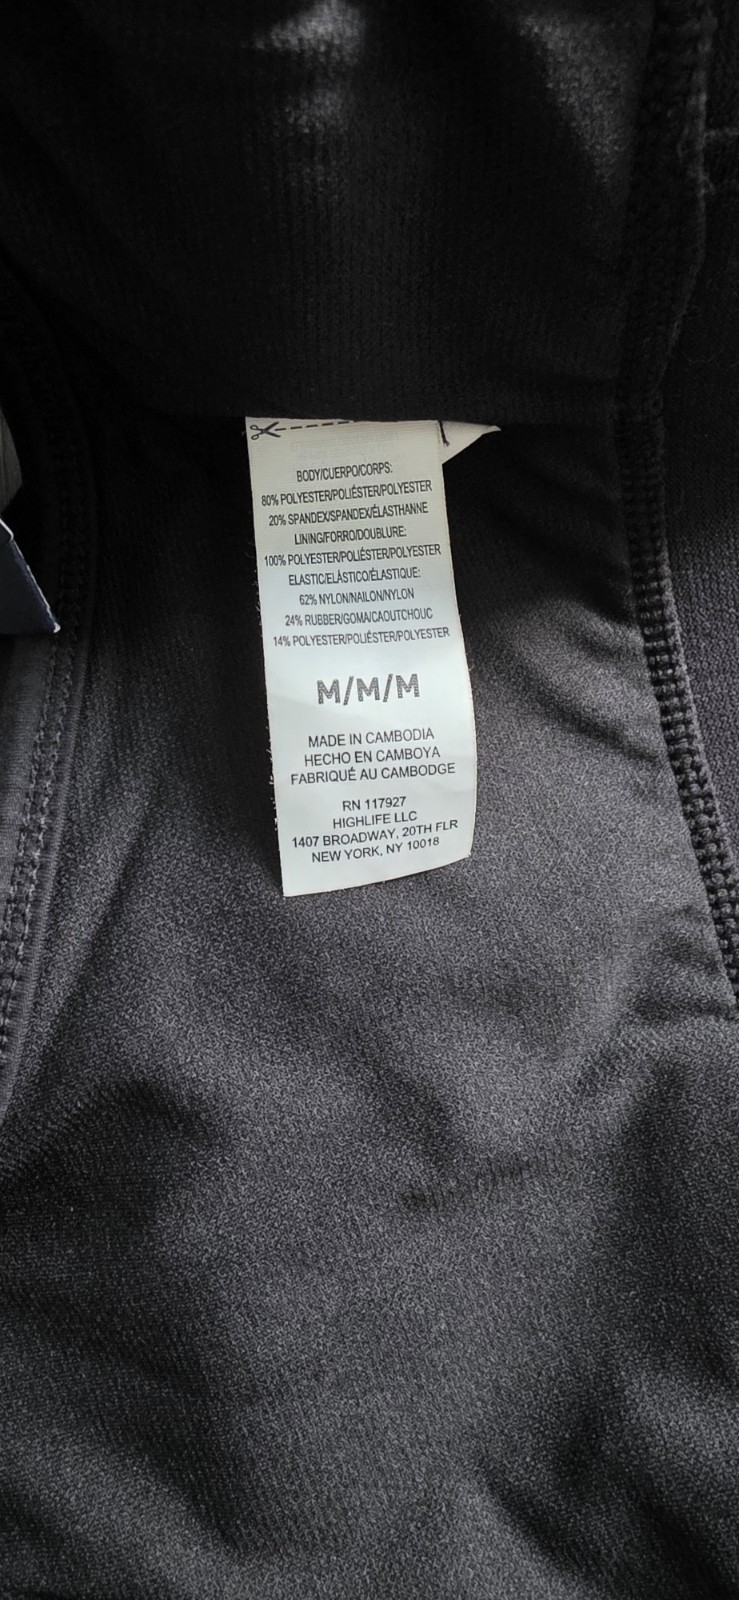 BODY/CUERPO/CORPS:
80% POLYESTER/POLIÉSTER/POLYESTER
20% SPANDEX/SPANDEX/ÉLASTHANNE
LINING/FORRO/DOUBLURE:
100% POLYESTER/POLIÉSTER/POLYESTER
ELASTIC/ELÁSTICO/ÉLASTIQUE:
62% NYLON/NAILON/NYLON
24% RUBBER/GOMA/CAOUTCHOUC
14% POLYESTER/POLIÉSTER/POLYESTER
M/M/M
MADE IN CAMBODIA
HECHO EN CAMBOYA
FABRIQUÉ AU CAMBODGE
RN 117927
HIGHLIFE LLC
1407 BROADWAY, 20TH FLR
NEW YORK, NY 10018